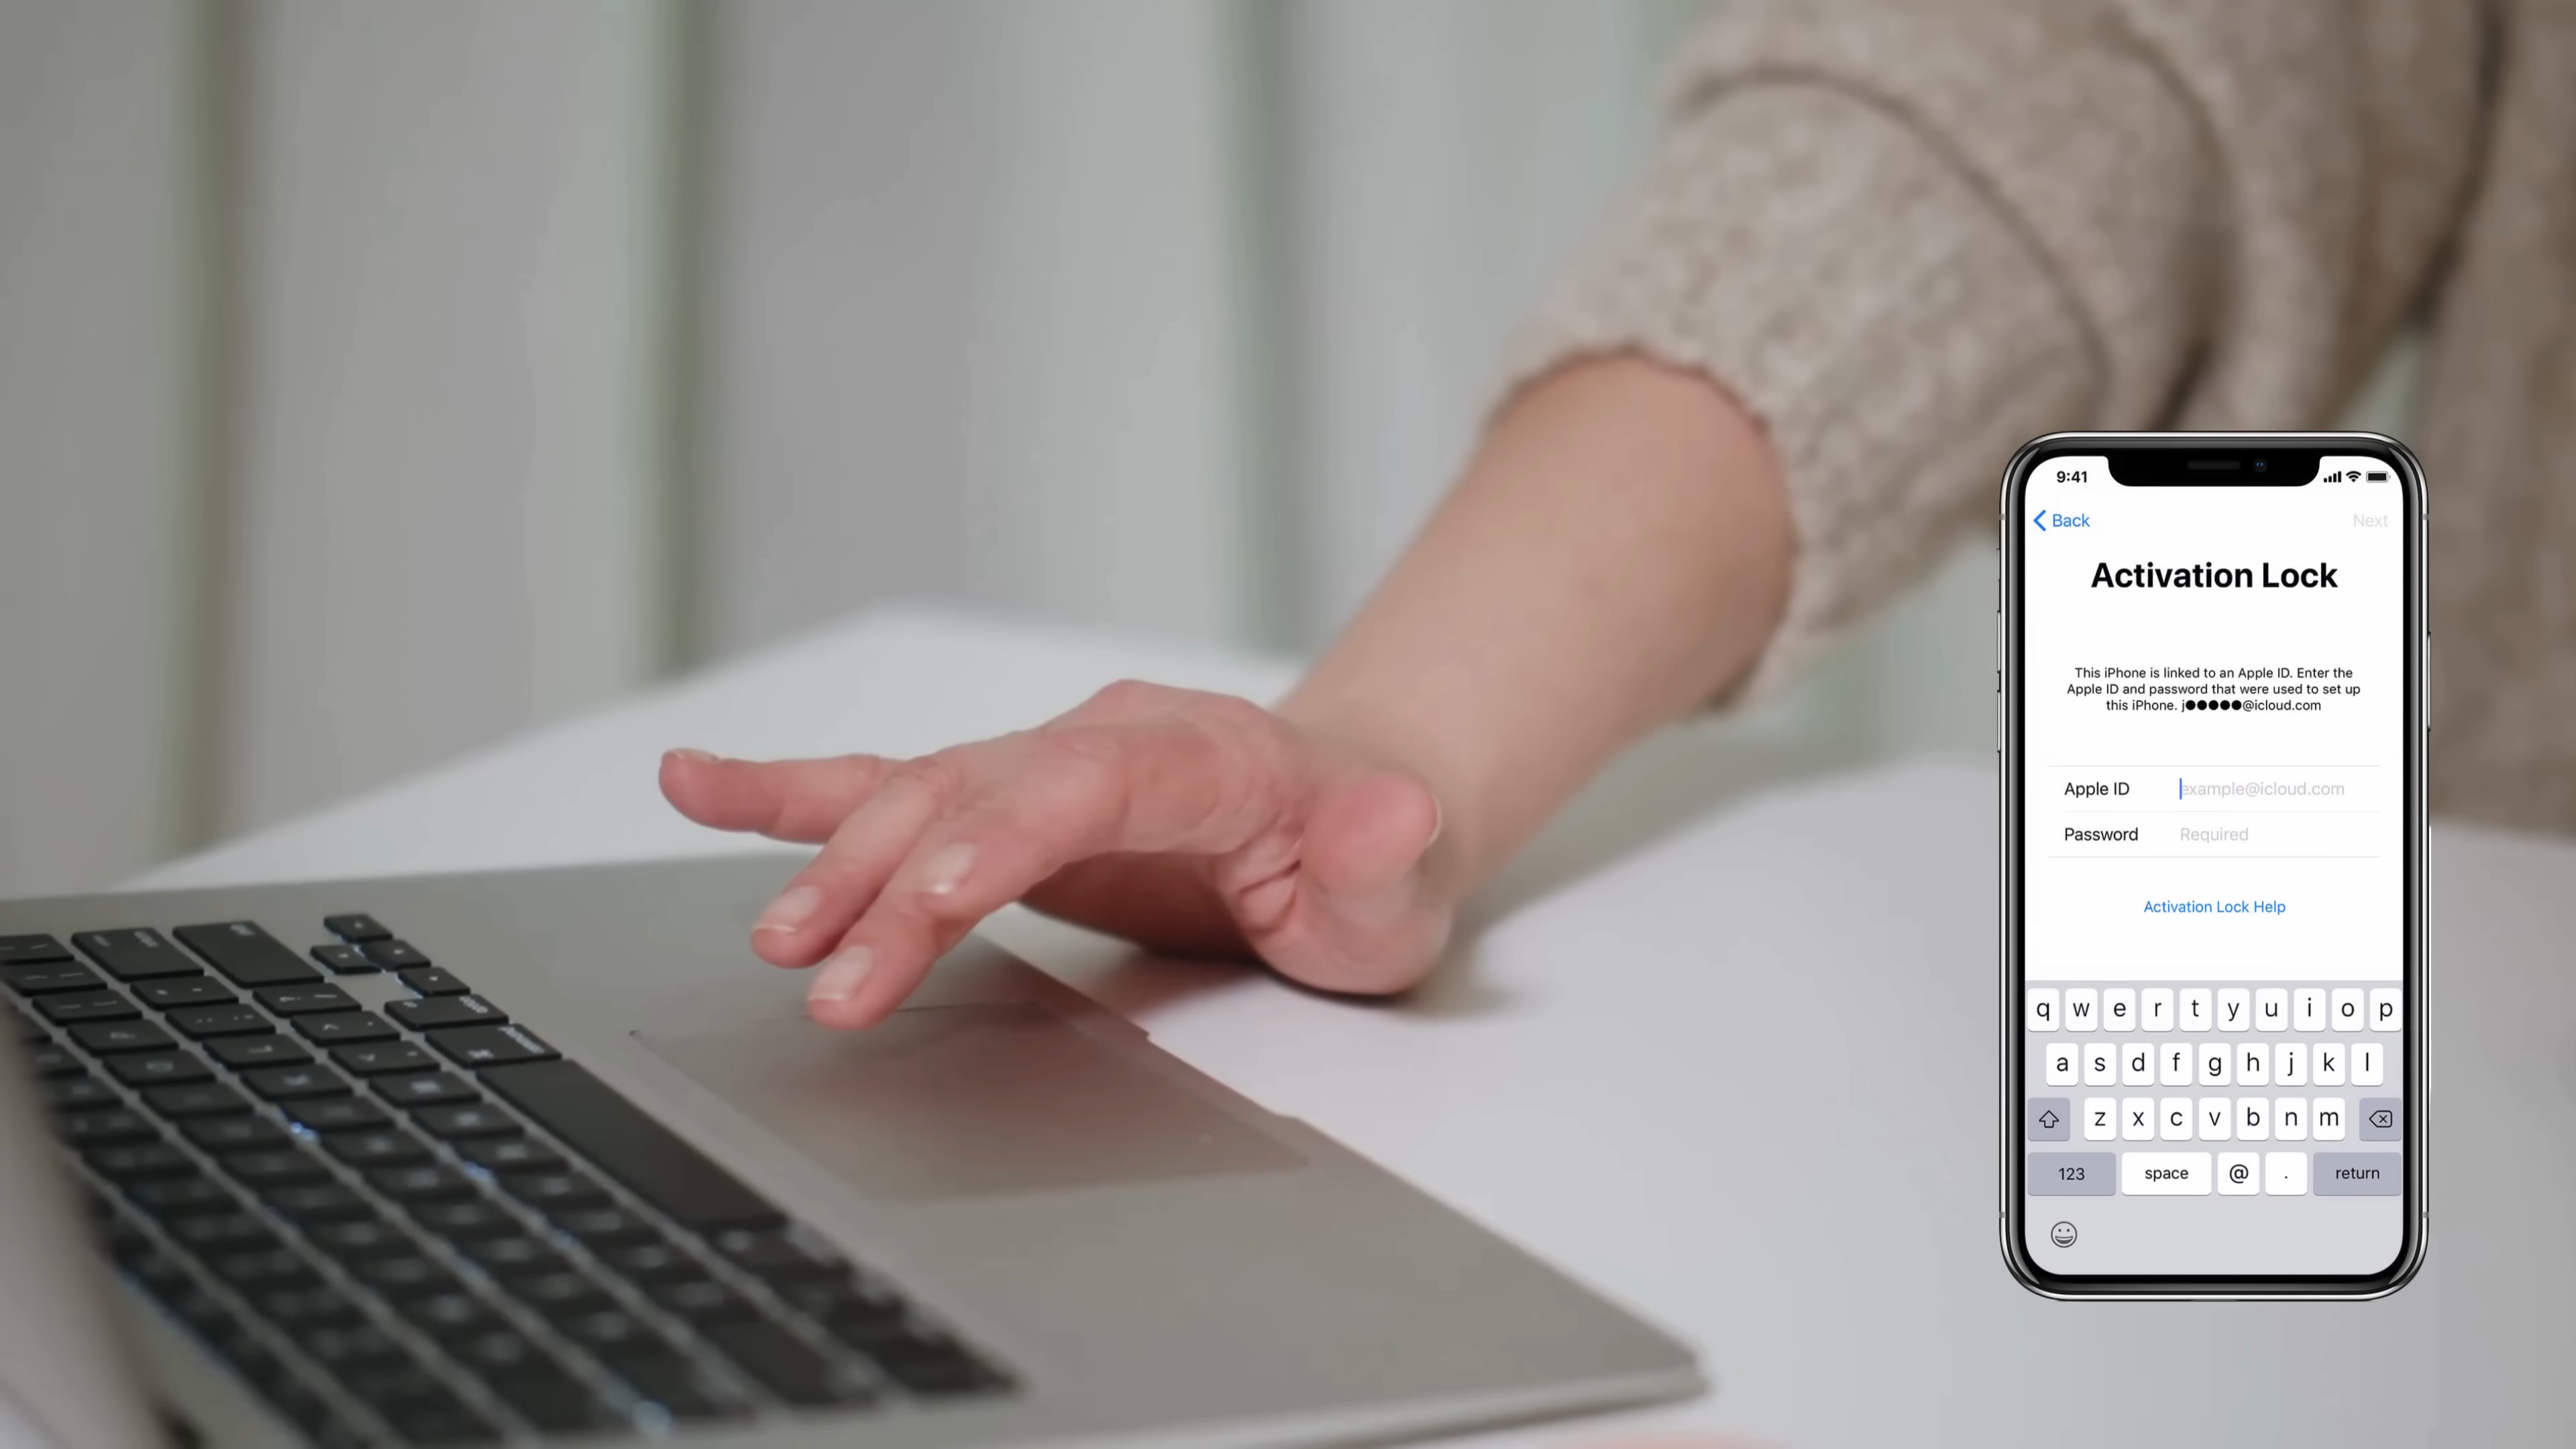 9:41
Back
Next
Activation Lock
This iPhone is linked to an Apple ID. Enter the
Apple ID and password that were used to set up
this iPhone. j●●●●●@icloud.com
Apple ID example@icloud.com
Password Required
Activation Lock Help
q w e r t y u i o p
a s d f g h j k l
z x c v b n m
123 space @ . return